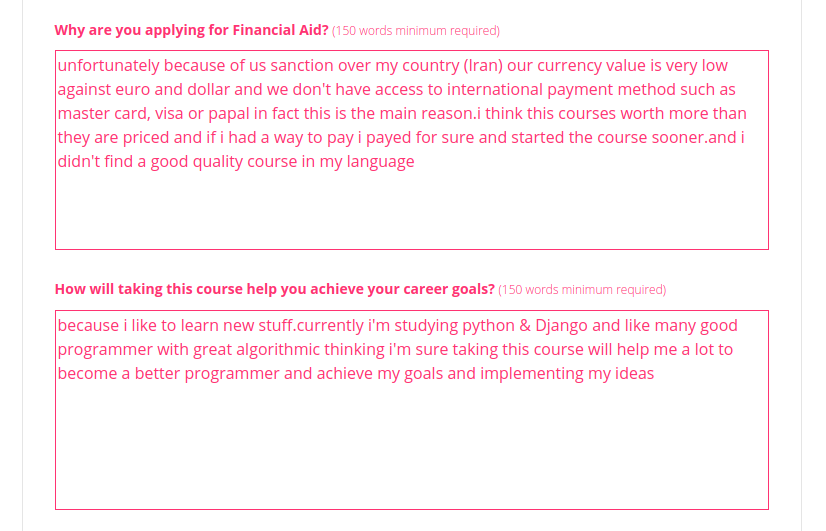 Why are you applying for Financial Aid? (150 words minimum required)
unfortunately because of us sanction over my country (Iran) our currency value is very low
against euro and dollar and we don't have access to international payment method such as
master card, visa or papal in fact this is the main reason.i think this courses worth more than
they are priced and if i had a way to pay i payed for sure and started the course sooner.and i
didn't find a good quality course in my language
How will taking this course help you achieve your career goals? (150 words minimum required)
because i like to learn new stuff.currently i'm studying python & Django and like many good
programmer with great algorithmic thinking i'm sure taking this course will help me a lot to
become a better programmer and achieve my goals and implementing my ideas